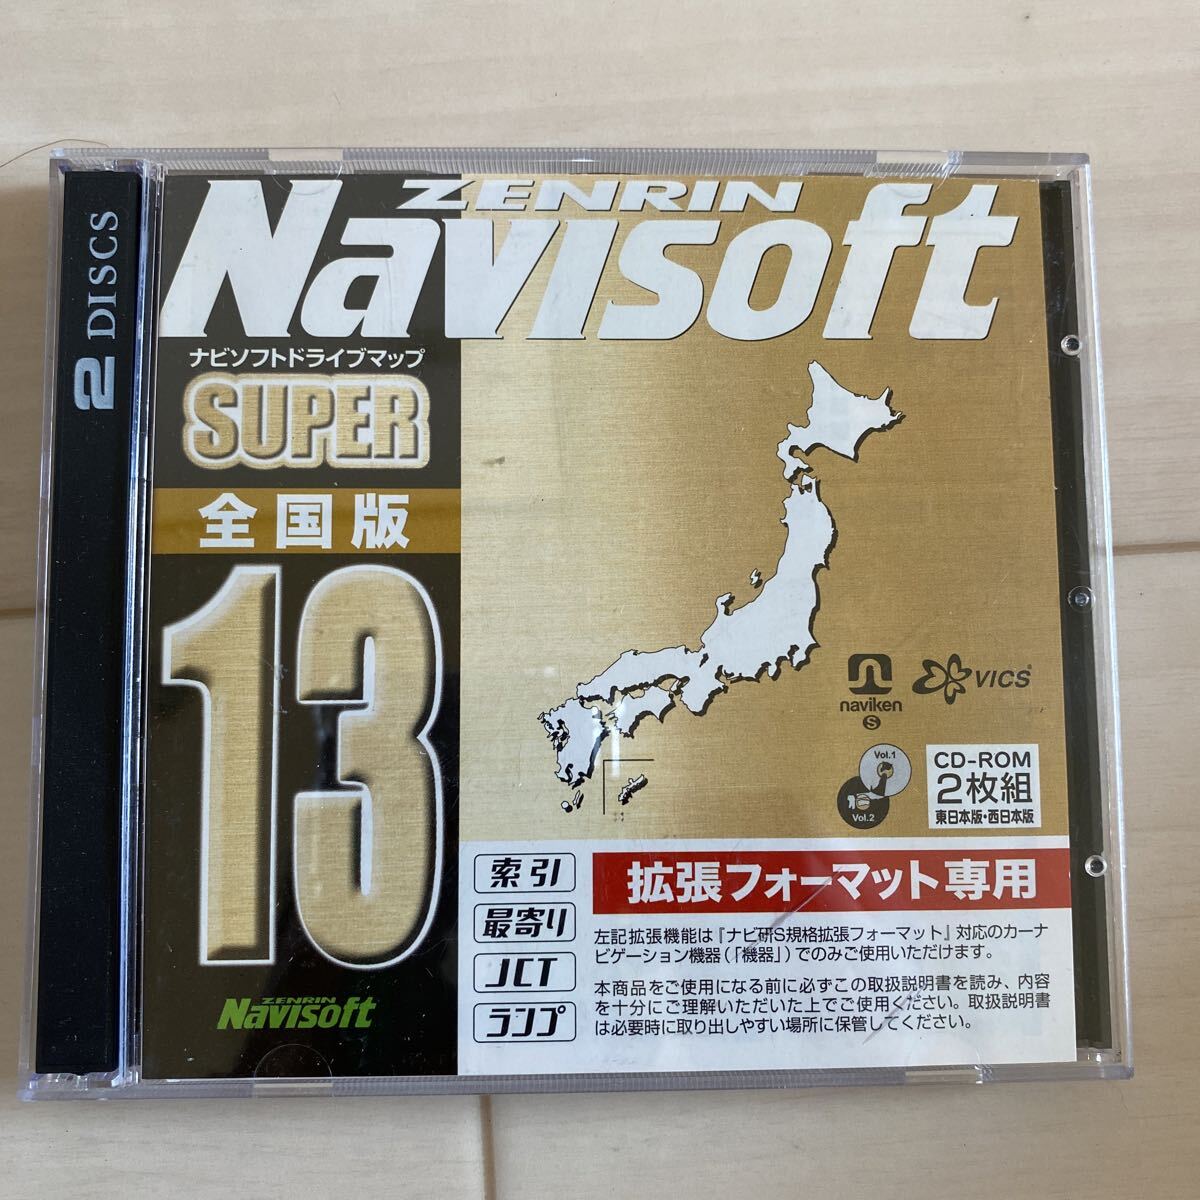 2 DISCS
ZENRIN
Navisoft
ナビソフトドライブマップ
SUPER
全国版
13
ZENRIN
Navisoft
naviken
S
VICS
Vol.1
Vol.2
CD-ROM
2枚組
東日本版・西日本版
索引
最寄り
JCT
ランプ
拡張フォーマット専用
左記拡張機能は『ナビ研S規格拡張フォーマット』対応のカーナ
ビゲーション機器(「機器」)でのみご使用いただけます。
本商品をご使用になる前に必ずこの取扱説明書を読み、内容
を十分にご理解いただいた上でご使用ください。取扱説明書
は必要時に取り出しやすい場所に保管してください。